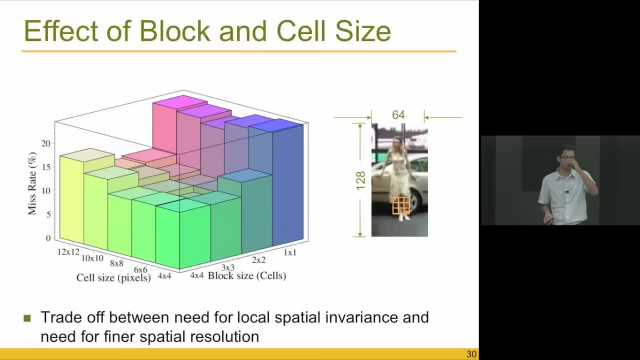 Effect of Block and Cell Size
64
128
Miss Rate (%)
20
15
10
5
0
12x12
10x10
8x8
6x6
4x4
Cell size (pixels)
4x4
3x3
2x2
1x1
Block size (Cells)
Trade off between need for local spatial invariance and
need for finer spatial resolution
30